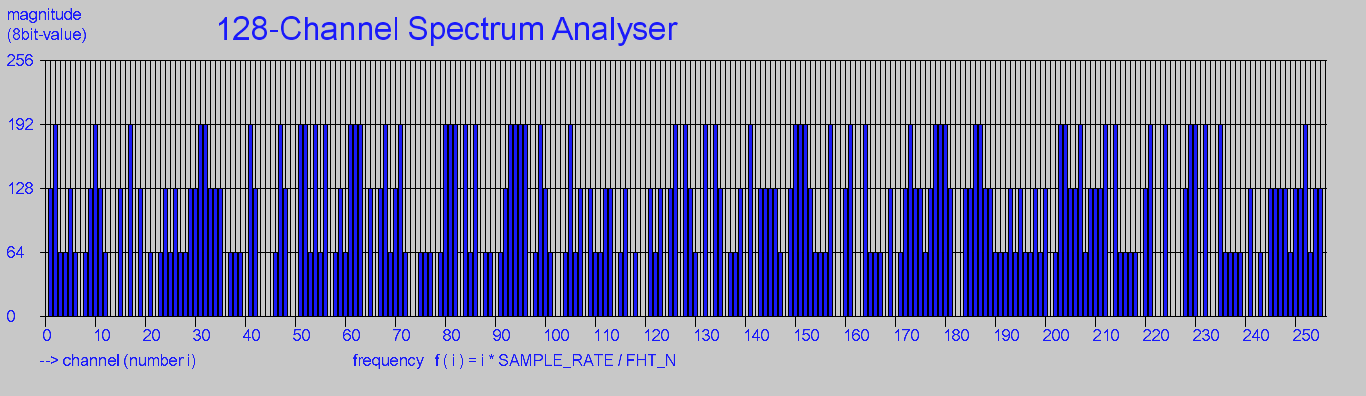 magnitude
(8bit-value)
128-Channel Spectrum Analyser
256
192
128
64
0
0 10 20 30 40 50 60 70 80 90 100 110 120 130 140 150 160 170 180 190 200 210 220 230 240 250
--> channel (number i)
frequency f ( i ) = i * SAMPLE_RATE / FHT_N